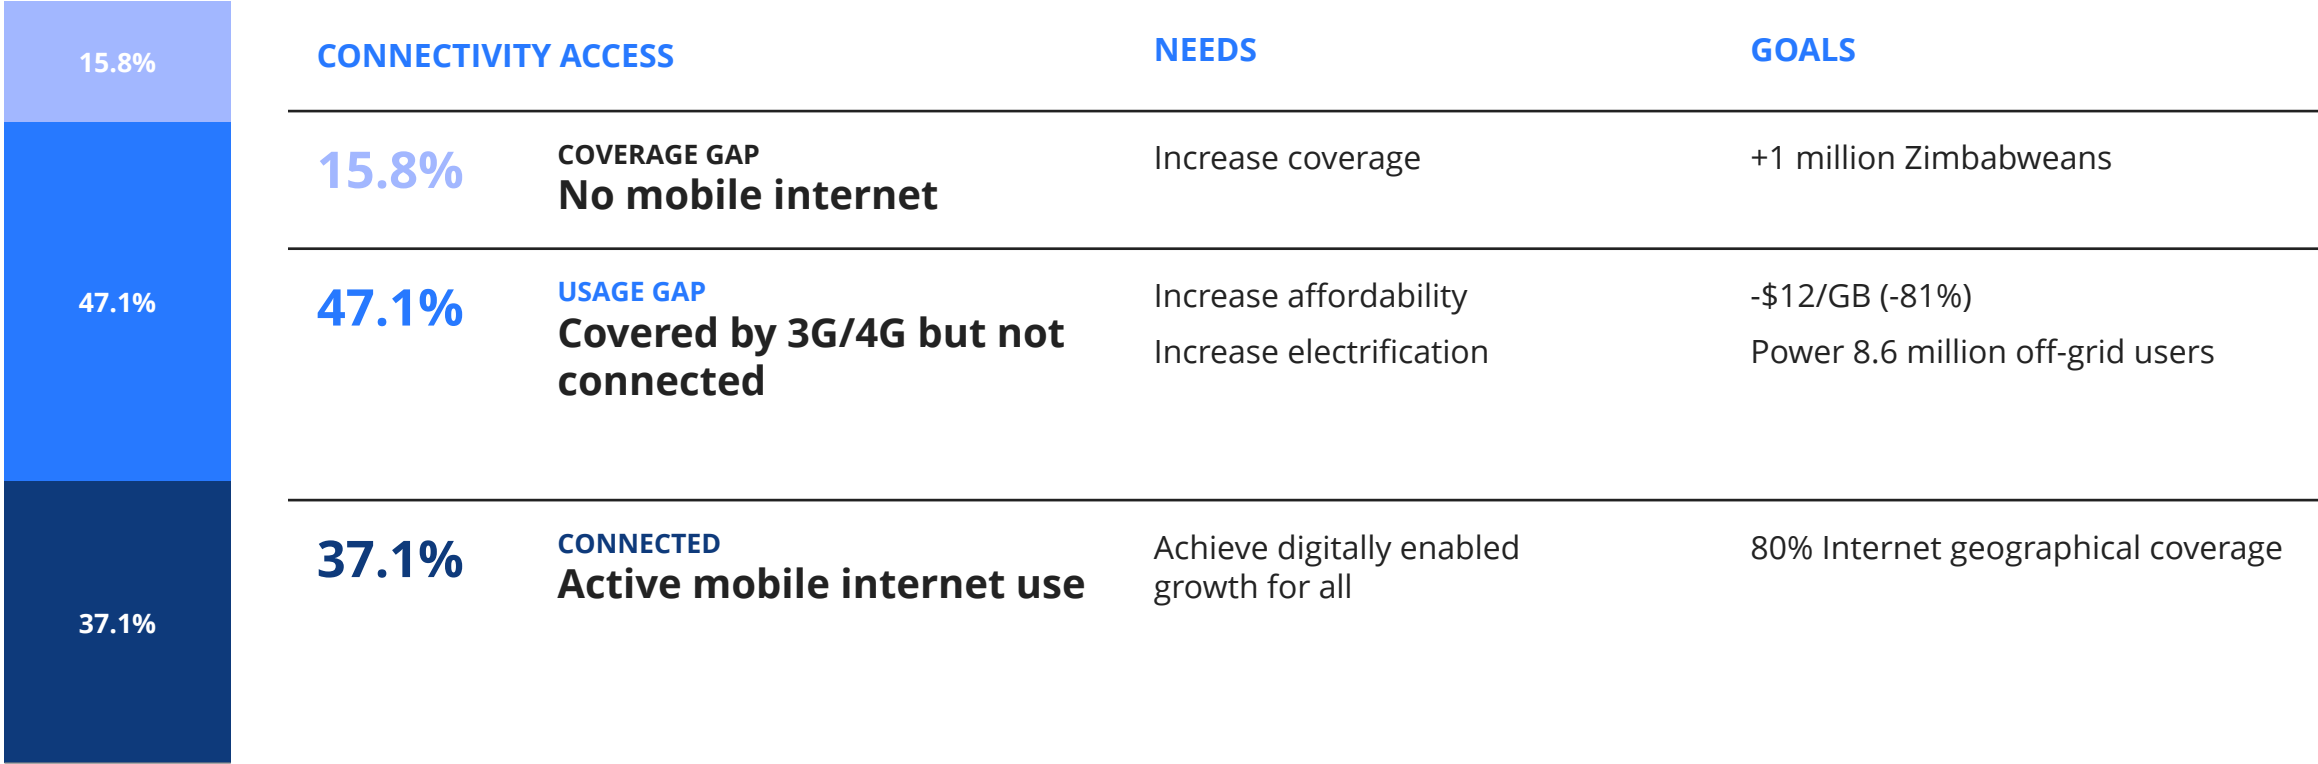 15.8%
47.1%
37.1%
CONNECTIVITY ACCESS
NEEDS
GOALS
15.8%
COVERAGE GAP
No mobile internet
Increase coverage
+1 million Zimbabweans
47.1%
USAGE GAP
Covered by 3G/4G but not
connected
Increase affordability
-$12/GB (-81%)
Increase electrification
Power 8.6 million off-grid users
37.1%
CONNECTED
Active mobile internet use
Achieve digitally enabled
growth for all
80% Internet geographical coverage